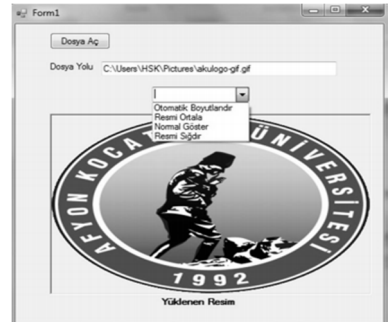 Form1
Dosya Aç
Dosya Yolu C:\Users\HSK\Pictures\akulogo-gif.gif
Otomatik Boyutlandır
Resmi Ortala
Normal Göster
Resmi Sığdır
AFYON KOCATEPE ÜNİVERSİTESİ
1992
Yüklenen Resim